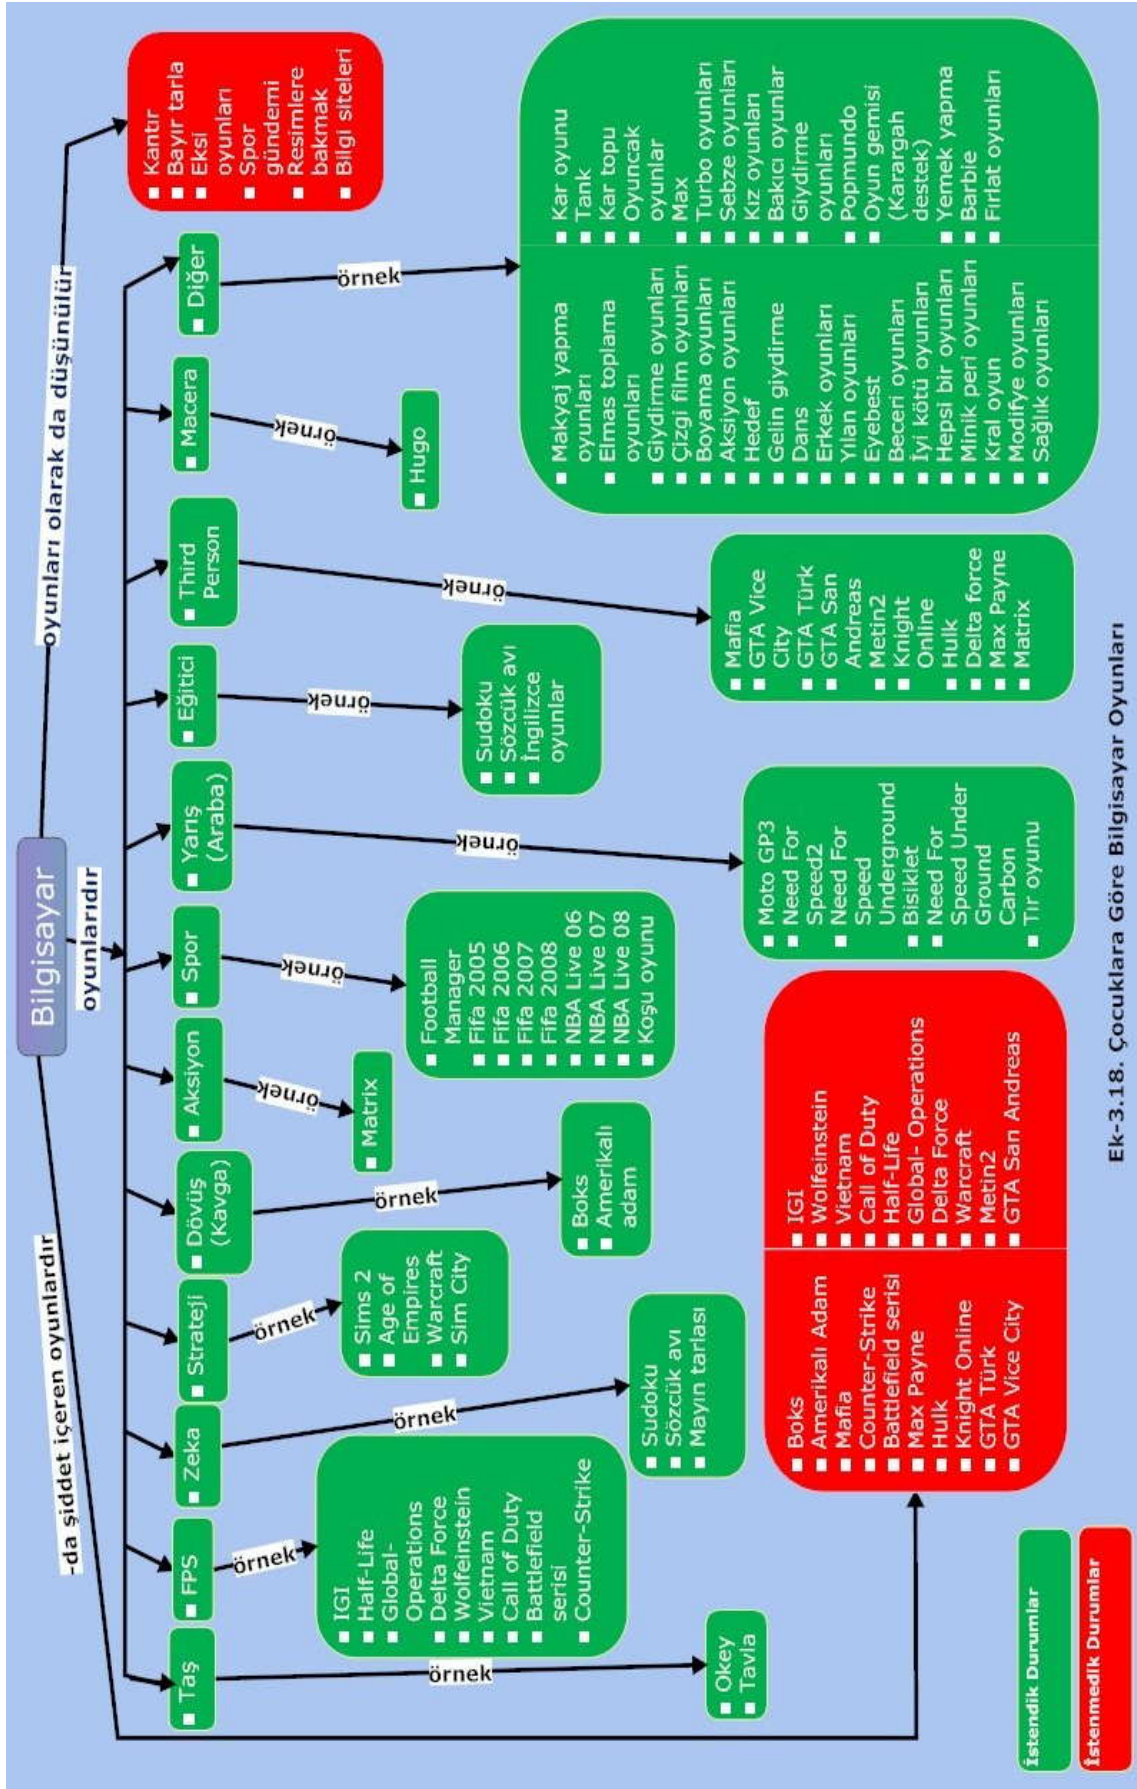 Bilgisayar
-da şiddet içeren oyunlardır
oyunlarıdır
oyunları olarak da düşünülür
Taş
FPS
Zeka
Strateji
Dövüş
(Kavga)
Aksiyon
Spor
Yarış
(Araba)
Eğitici
Third
Person
Macera
Diğer
Kantır
Bayır tarla
Eksi
oyunları
Spor
gündemi
Resimlere
bakmak
Bilgi siteleri
örnek
örnek
örnek
örnek
örnek
örnek
örnek
örnek
örnek
örnek
örnek
örnek
Okey
Tavla
IGI
Half-Life
Global-
Operations
Delta Force
Wolfeinstein
Vietnam
Call of Duty
Battlefield
serisi
Counter-Strike
Sudoku
Sözcük avı
Mayın tarlası
Sims 2
Age of
Empires
Warcraft
Sim City
Boks
Amerikalı
adam
Matrix
Football
Manager
Fifa 2005
Fifa 2006
Fifa 2007
Fifa 2008
NBA Live 06
NBA Live 07
NBA Live 08
Koşu oyunu
Moto GP3
Need For
Speed2
Need For
Speed
Underground
Bisiklet
Need For
Speed Under
Ground
Carbon
Tır oyunu
Sudoku
Sözcük avı
İngilizce
oyunlar
Mafia
GTA Vice
City
GTA Türk
GTA San
Andreas
Metin2
Knight
Online
Hulk
Delta force
Max Payne
Matrix
Hugo
Makyaj yapma
oyunları
Elmas toplama
oyunları
Giydirme oyunları
Çizgi film oyunları
Boyama oyunları
Aksiyon oyunları
Hedef
Gelin giydirme
Dans
Erkek oyunları
Yılan oyunları
Eyebest
Beceri oyunları
İyi kötü oyunları
Hepsi bir oyunları
Minik peri oyunları
Kral oyun
Modifye oyunları
Sağlık oyunları
Kar oyunu
Tank
Kar topu
Oyuncak
oyunlar
Max
Turbo oyunları
Sebze oyunları
Kız oyunları
Bakıcı oyunlar
Giydirme
oyunları
Popmundo
Oyun gemisi
(Karargah
destek)
Yemek yapma
Barbie
Fırlat oyunları
Boks
Amerikalı Adam
Mafia
Counter-Strike
Battlefield serisi
Max Payne
Hulk
Knight Online
GTA Türk
GTA Vice City
IGI
Wolfeinstein
Vietnam
Call of Duty
Half-Life
Global- Operations
Delta Force
Warcraft
Metin2
GTA San Andreas
İstendik Durumlar
İstenmedik Durumlar
Ek-3.18. Çocuklara Göre Bilgisayar Oyunları